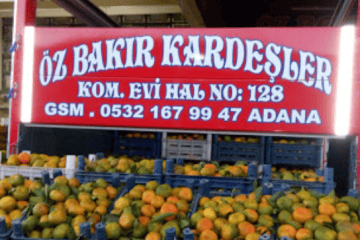 ÖZ BAKIR KARDEŞLER
KOM. EVİ HAL NO: 128
GSM . 0532 167 99 47 ADANA